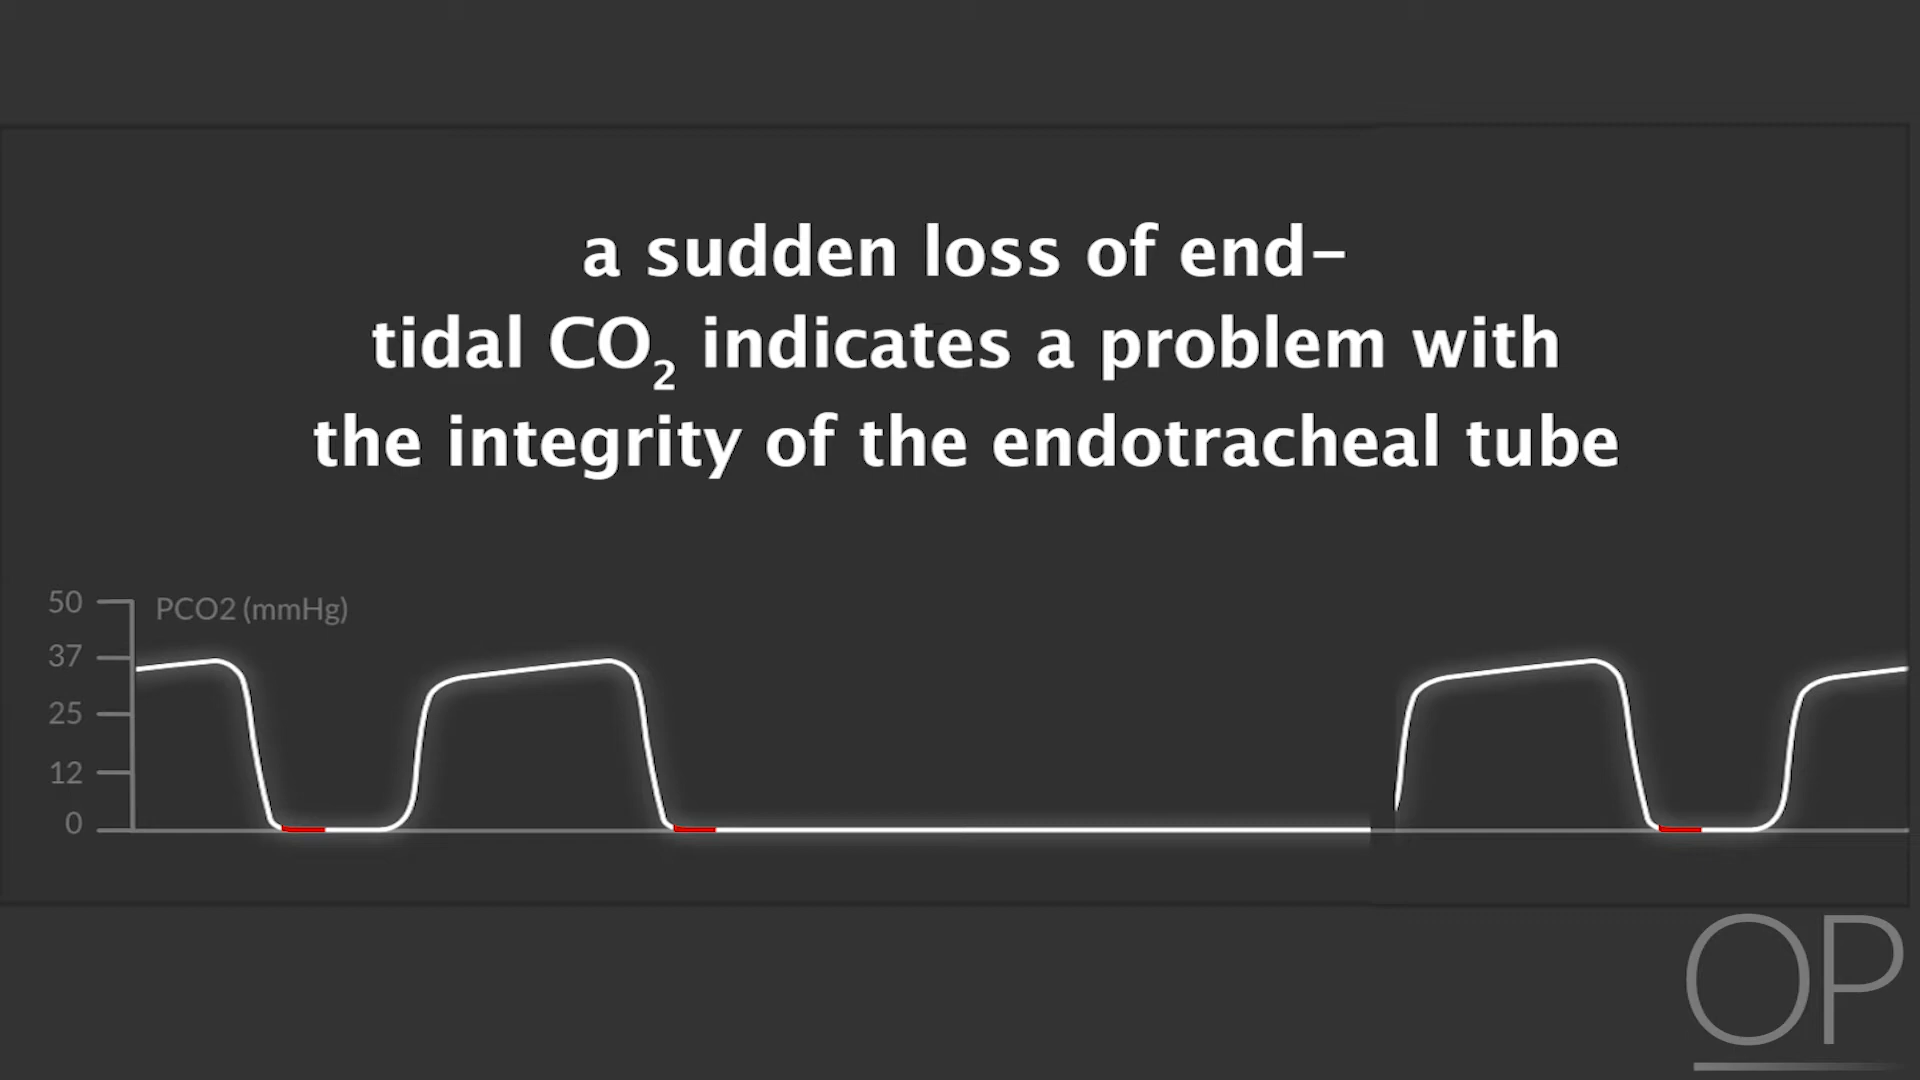 a sudden loss of end-
tidal CO₂ indicates a problem with
the integrity of the endotracheal tube
50
PCO2 (mmHg)
37
25
12
0
OP